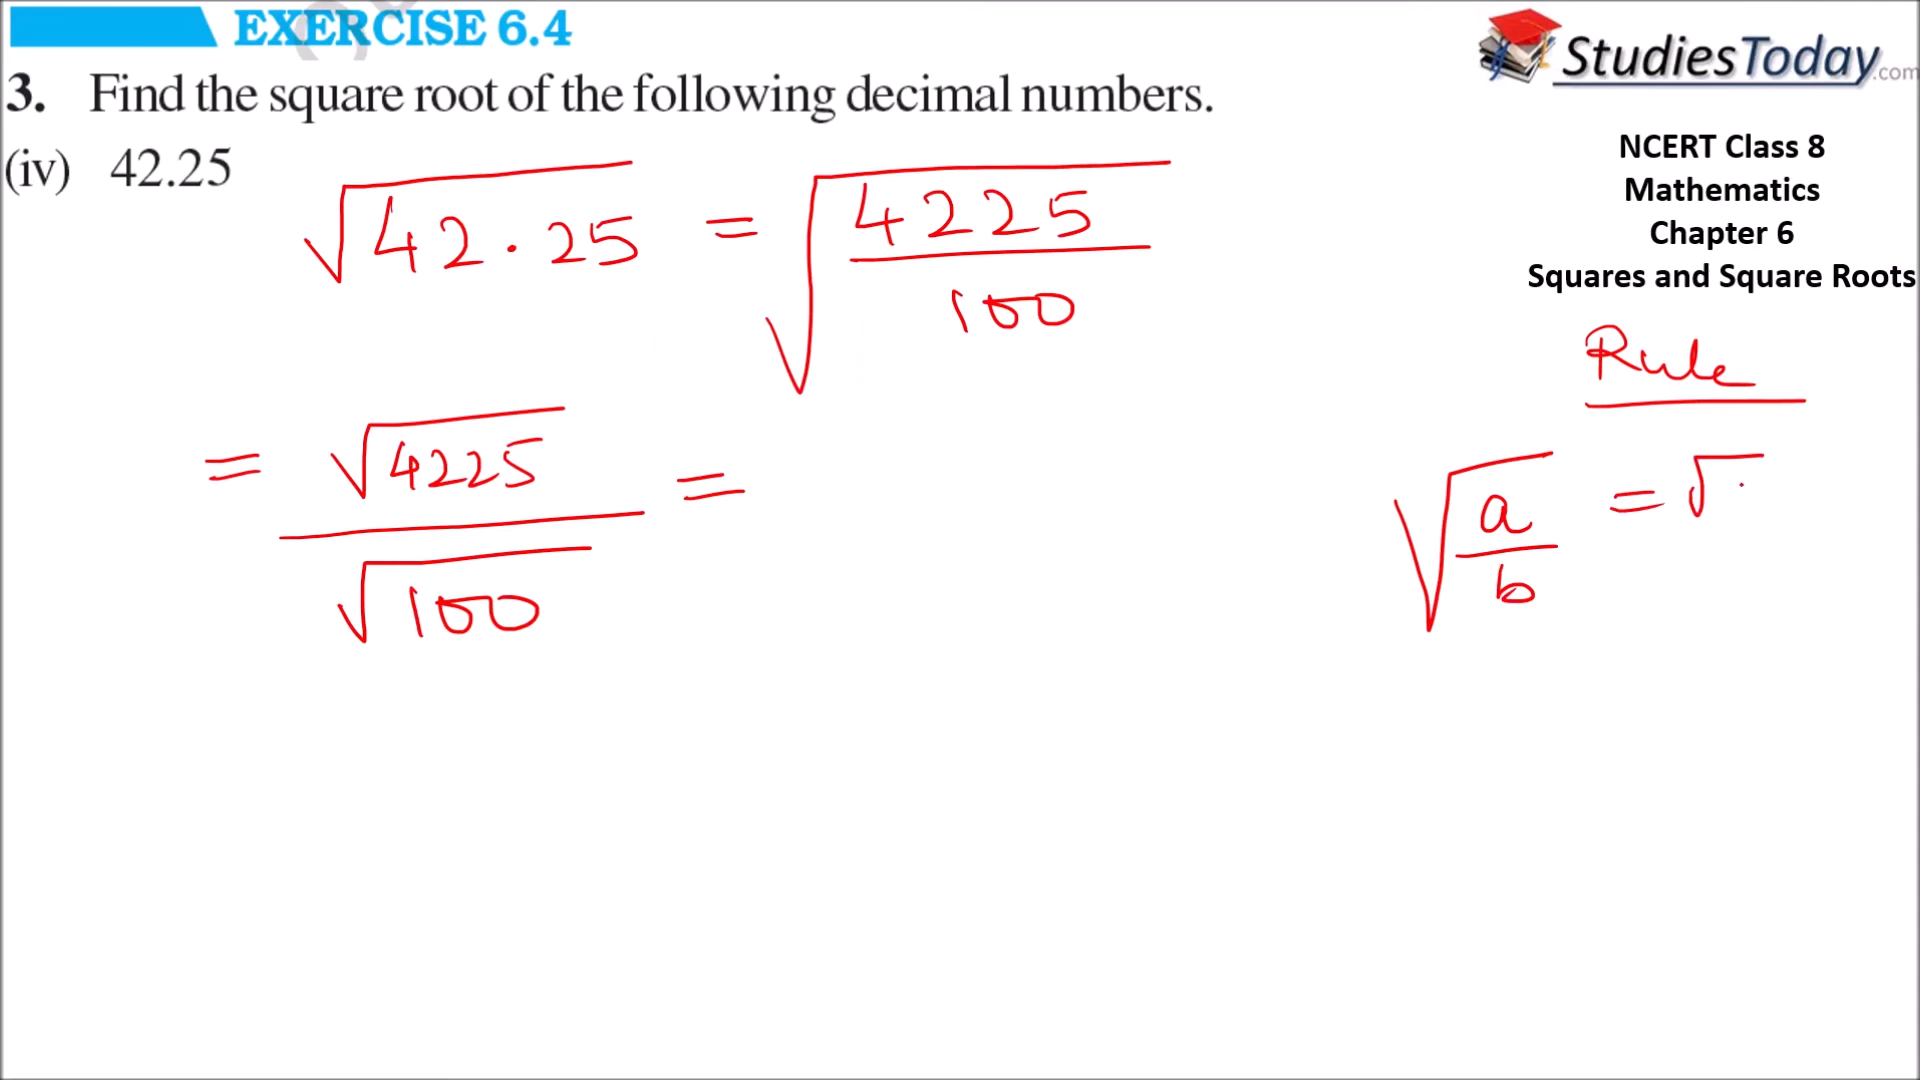 EXERCISE 6.4
StudiesToday.com
3. Find the square root of the following decimal numbers.
NCERT Class 8
Mathematics
Chapter 6
Squares and Square Roots
(iv) 42.25
√42.25 = √4225/100
Rule
= √4225/√100 =
√a/b = √